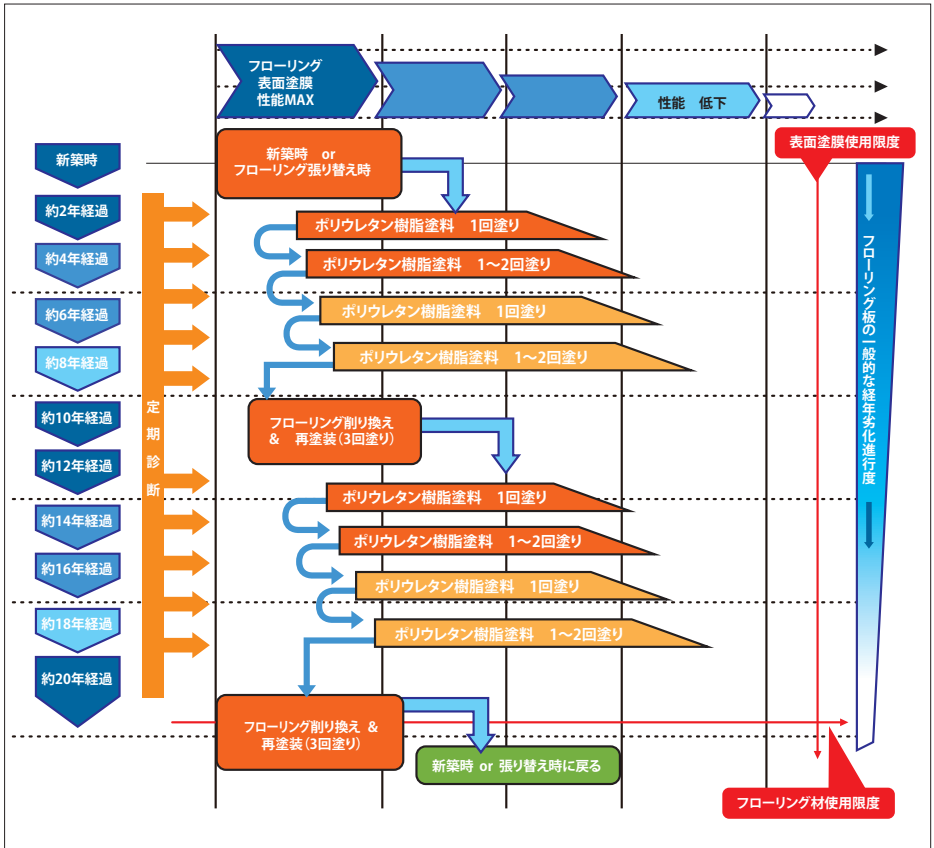 フローリング
表面塗膜
性能MAX
性能 低下
表面塗膜使用限度
新築時
新築時 or
フローリング張り替え時
約2年経過
ポリウレタン樹脂塗料 1回塗り
約4年経過
ポリウレタン樹脂塗料 1〜2回塗り
約6年経過
ポリウレタン樹脂塗料 1回塗り
約8年経過
ポリウレタン樹脂塗料 1〜2回塗り
約10年経過
フローリング削り換え
& 再塗装(3回塗り)
約12年経過
定期診断
フローリング板の一般的な経年劣化進行度
約14年経過
ポリウレタン樹脂塗料 1回塗り
ポリウレタン樹脂塗料 1〜2回塗り
約16年経過
ポリウレタン樹脂塗料 1回塗り
約18年経過
ポリウレタン樹脂塗料 1〜2回塗り
約20年経過
フローリング削り換え &
再塗装(3回塗り)
新築時 or 張り替え時に戻る
フローリング材使用限度